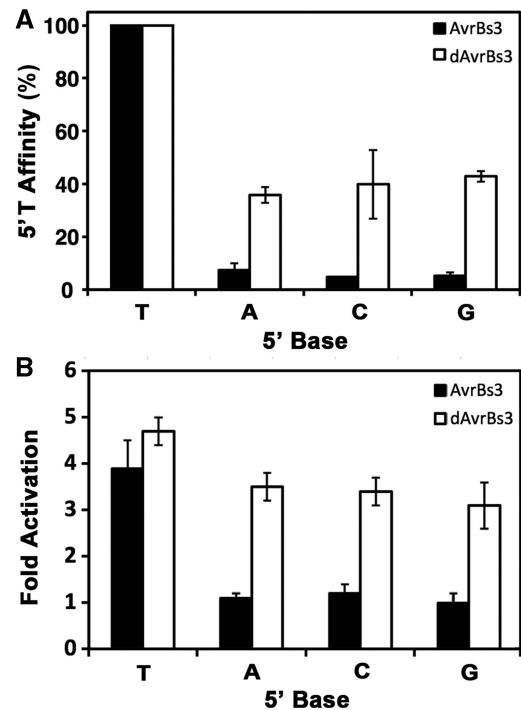 A
5'T Affinity (%)
100
80
60
40
20
0
AvrBs3
dAvrBs3
T A C G
5' Base
B
Fold Activation
6
5
4
3
2
1
0
AvrBs3
dAvrBs3
T A C G
5' Base